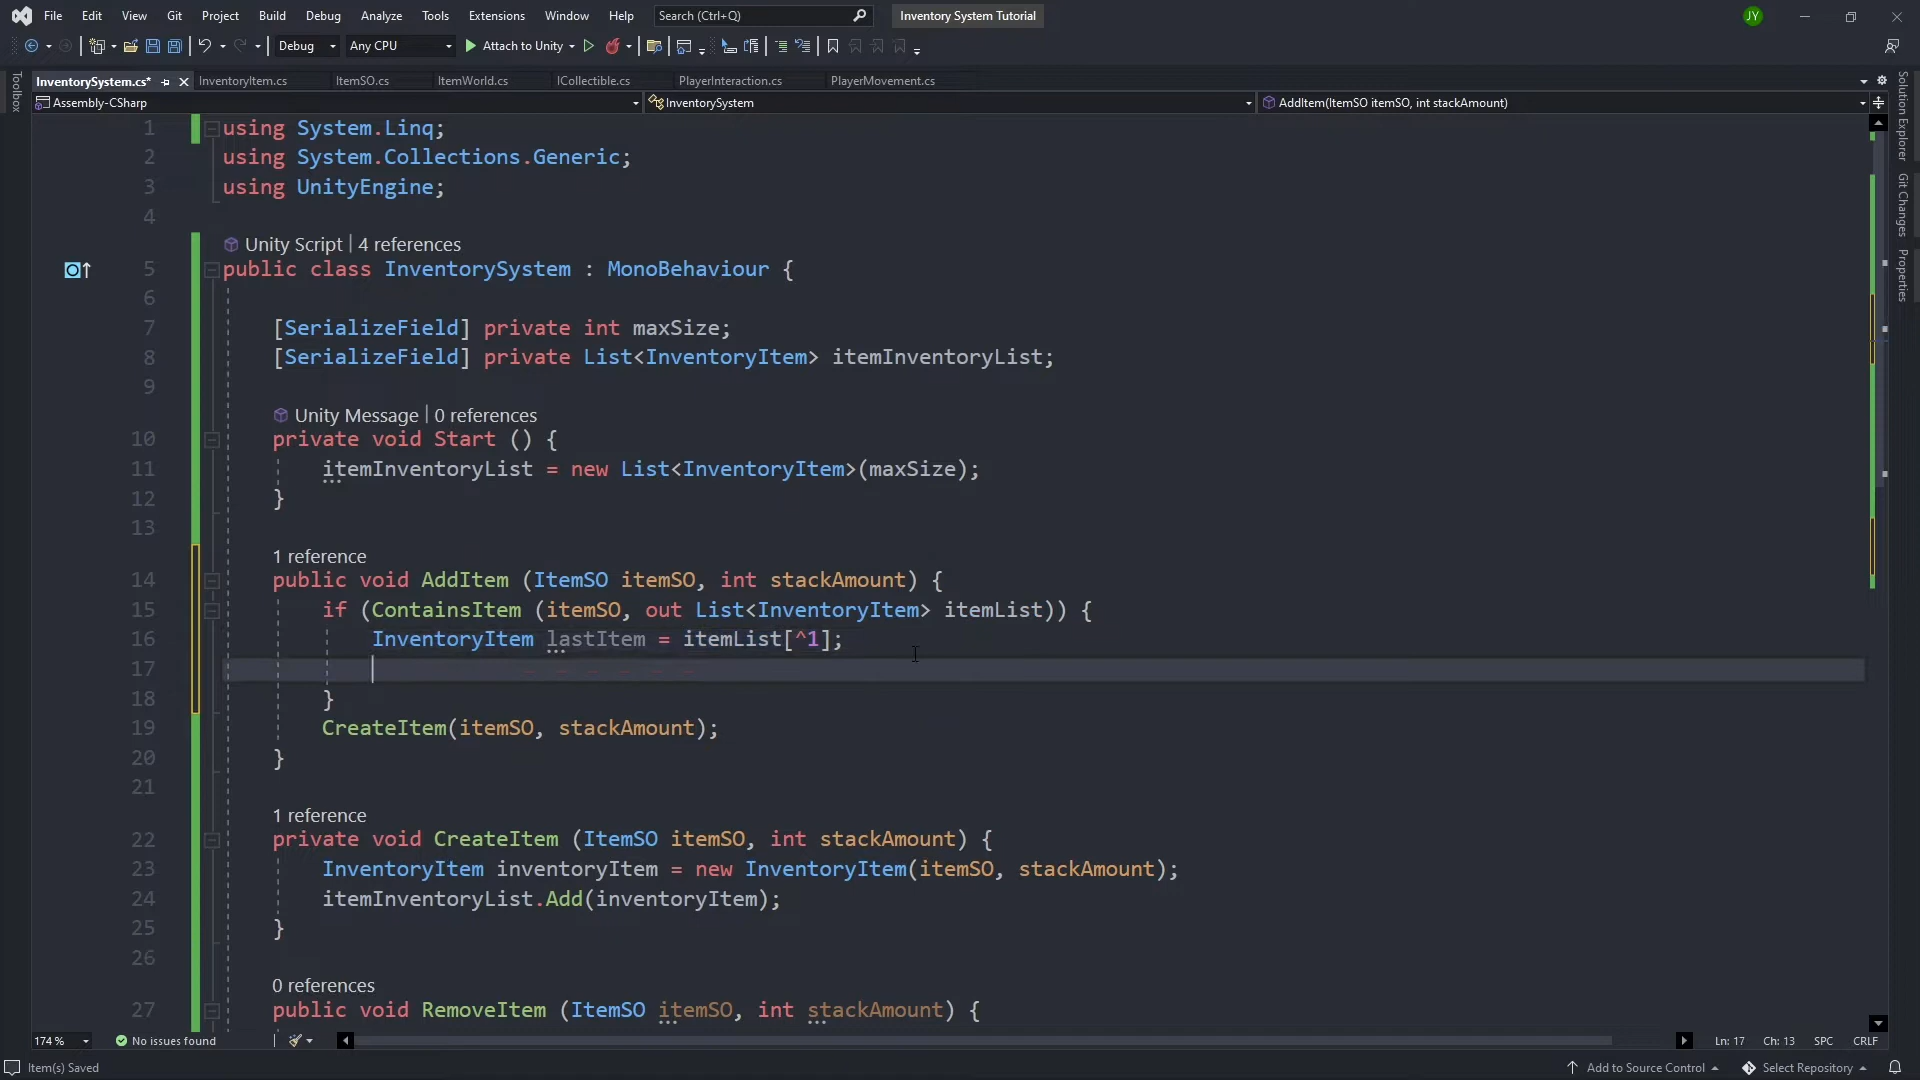 File Edit View Git Project Build Debug Analyze Tools Extensions Window Help Search (Ctrl+Q) Inventory System Tutorial JY
Debug Any CPU Attach to Unity
InventorySystem.cs* InventoryItem.cs ItemSO.cs ItemWorld.cs ICollectible.cs PlayerInteraction.cs PlayerMovement.cs
Assembly-CSharp InventorySystem AddItem(ItemSO itemSO, int stackAmount)
Toolbox
Solution Explorer
Git Changes
Properties
1 using System.Linq;
2 using System.Collections.Generic;
3 using UnityEngine;
4
Unity Script | 4 references
5 public class InventorySystem : MonoBehaviour {
6
7 [SerializeField] private int maxSize;
8 [SerializeField] private List<InventoryItem> itemInventoryList;
9
Unity Message | 0 references
10 private void Start () {
11 itemInventoryList = new List<InventoryItem>(maxSize);
12 }
13
1 reference
14 public void AddItem (ItemSO itemSO, int stackAmount) {
15 if (ContainsItem (itemSO, out List<InventoryItem> itemList)) {
16 InventoryItem lastItem = itemList[^1];
17
18 }
19 CreateItem(itemSO, stackAmount);
20 }
21
1 reference
22 private void CreateItem (ItemSO itemSO, int stackAmount) {
23 InventoryItem inventoryItem = new InventoryItem(itemSO, stackAmount);
24 itemInventoryList.Add(inventoryItem);
25 }
26
0 references
27 public void RemoveItem (ItemSO itemSO, int stackAmount) {
174 % No issues found Ln: 17 Ch: 13 SPC CRLF
Item(s) Saved Add to Source Control Select Repository